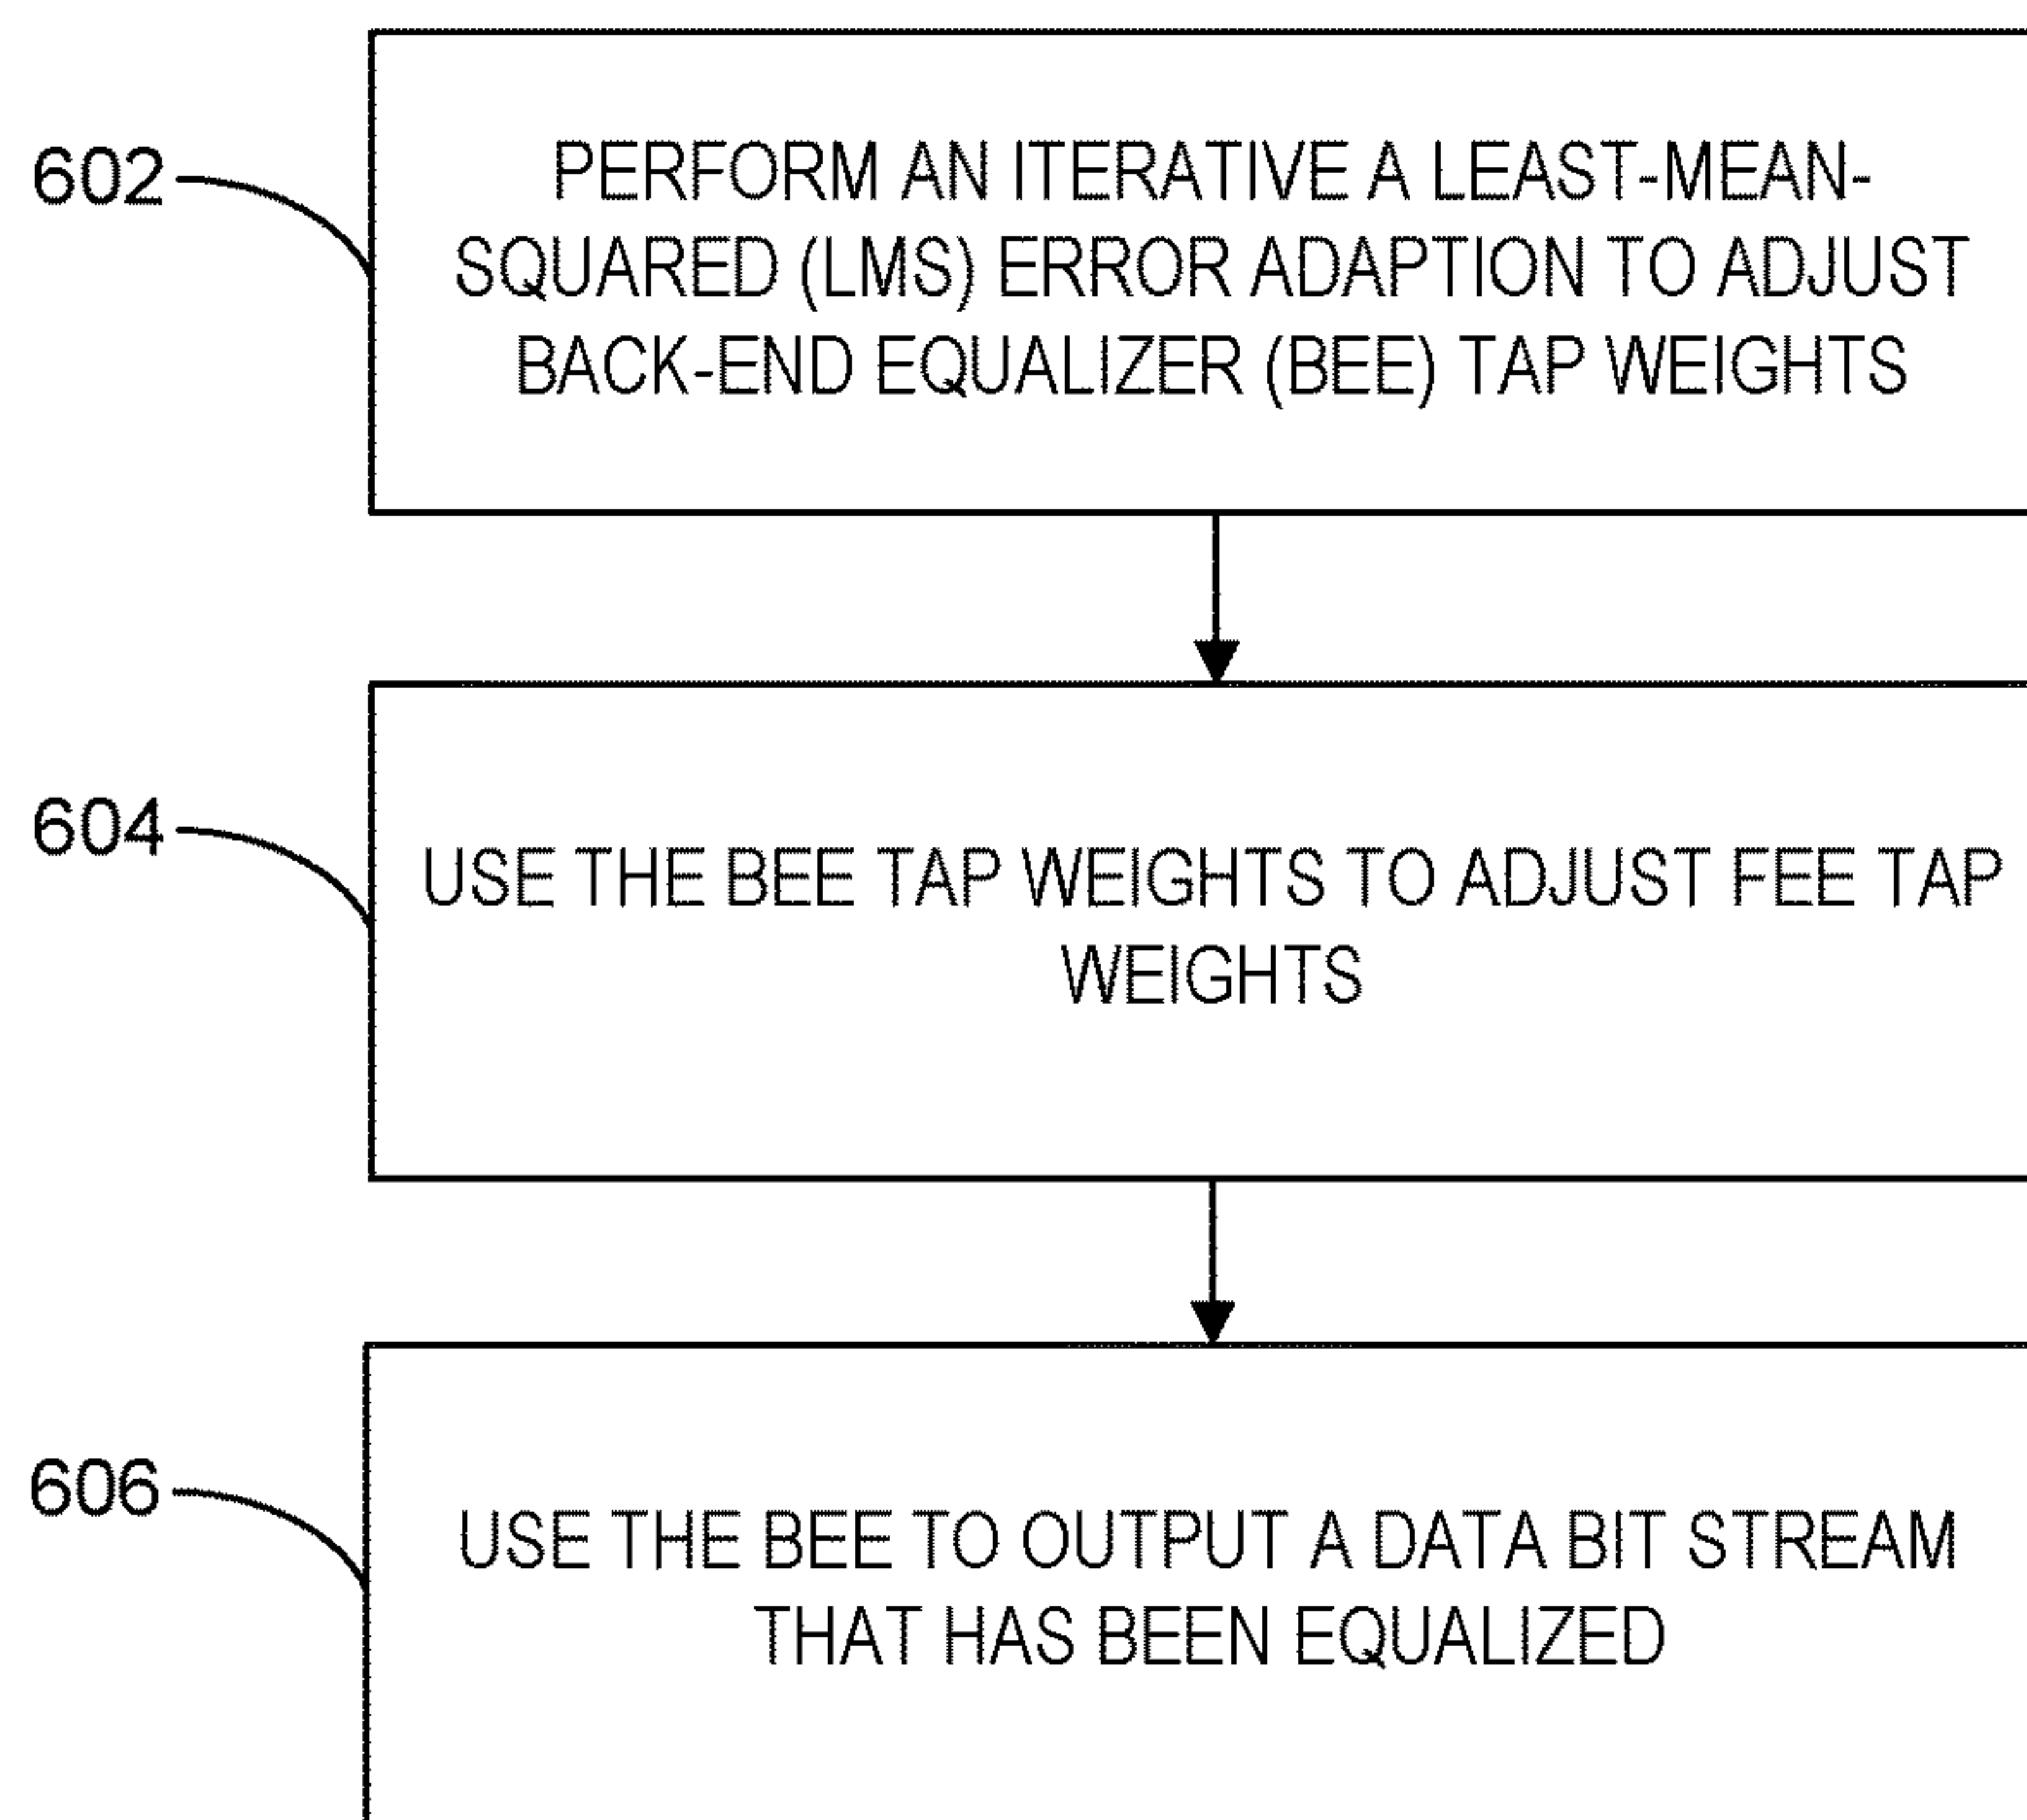 602
PERFORM AN ITERATIVE A LEAST-MEAN-
SQUARED (LMS) ERROR ADAPTION TO ADJUST
BACK-END EQUALIZER (BEE) TAP WEIGHTS
604
USE THE BEE TAP WEIGHTS TO ADJUST FEE TAP
WEIGHTS
606
USE THE BEE TO OUTPUT A DATA BIT STREAM
THAT HAS BEEN EQUALIZED